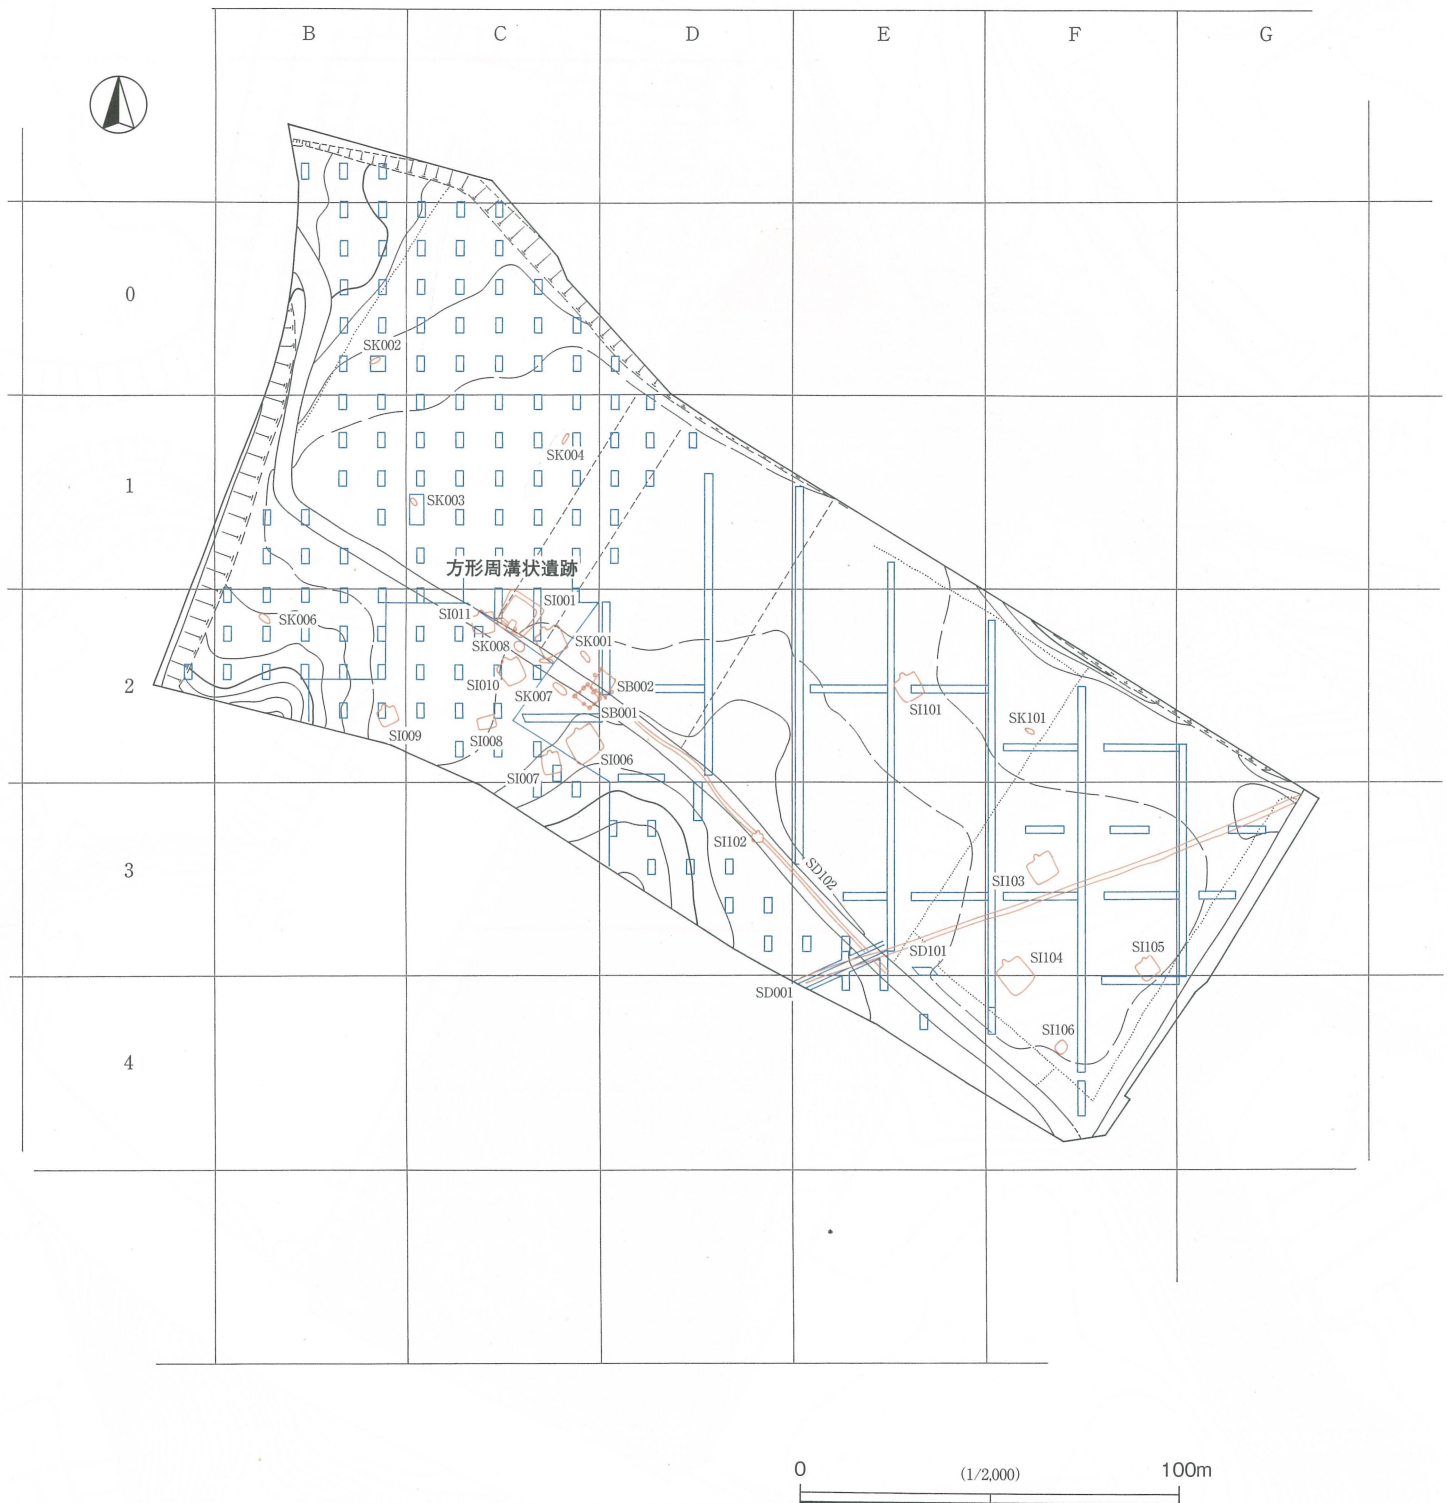 B C D E F G
0
SK002
SK004
1
SK003
方形周溝状遺跡
SI001
SI011
SK006
SK008
SK001
2
SI010
SK007
SB002
SB001
SI101
SK101
SI009
SI008
SI006
SI007
SI102
3
SD102
SI103
SD101
SI104
SI105
SD001
SI106
4
0 (1/2,000) 100m